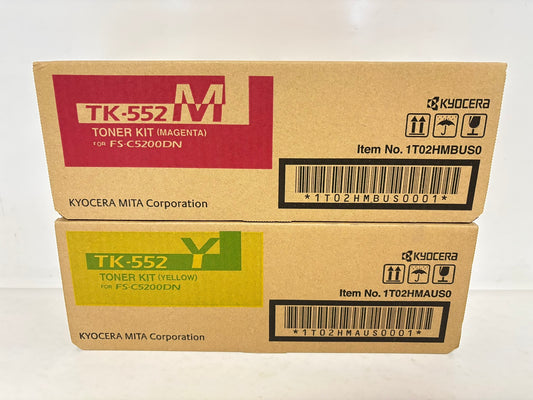 TK-552 M
TONER KIT (MAGENTA)
FOR FS-C5200DN
KYOCERA MITA Corporation
KYOCERA
Item No. 1T02HMBUS0
*1T02HMBUS0001*
TK-552 Y
TONER KIT (YELLOW)
FOR FS-C5200DN
KYOCERA MITA Corporation
KYOCERA
Item No. 1T02HMAUS0
*1T02HMAUS0001*